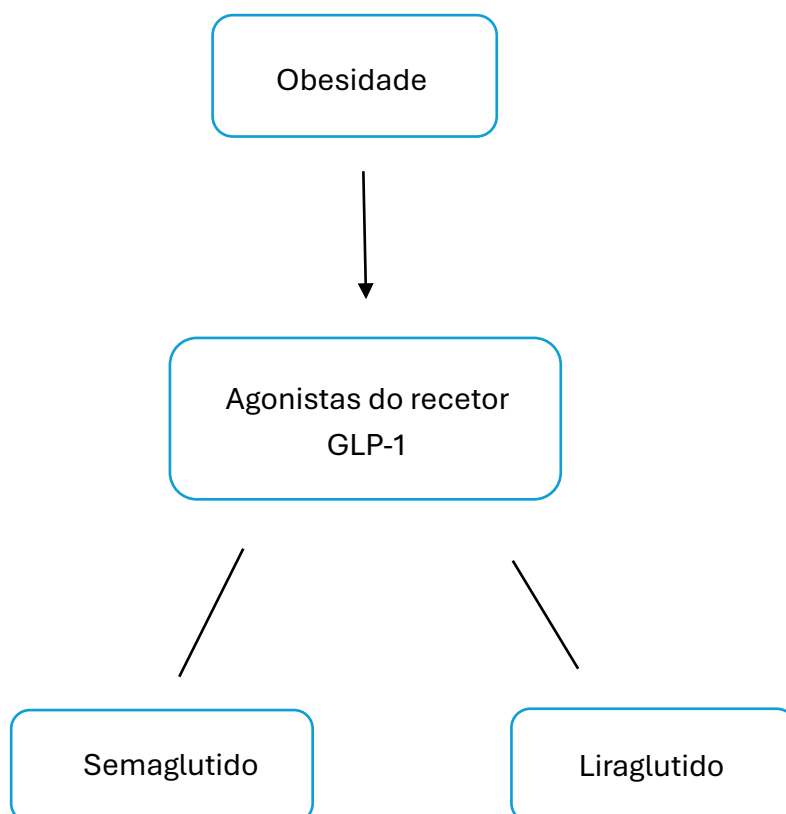 Obesidade
Agonistas do recetor
GLP-1
Semaglutido
Liraglutido